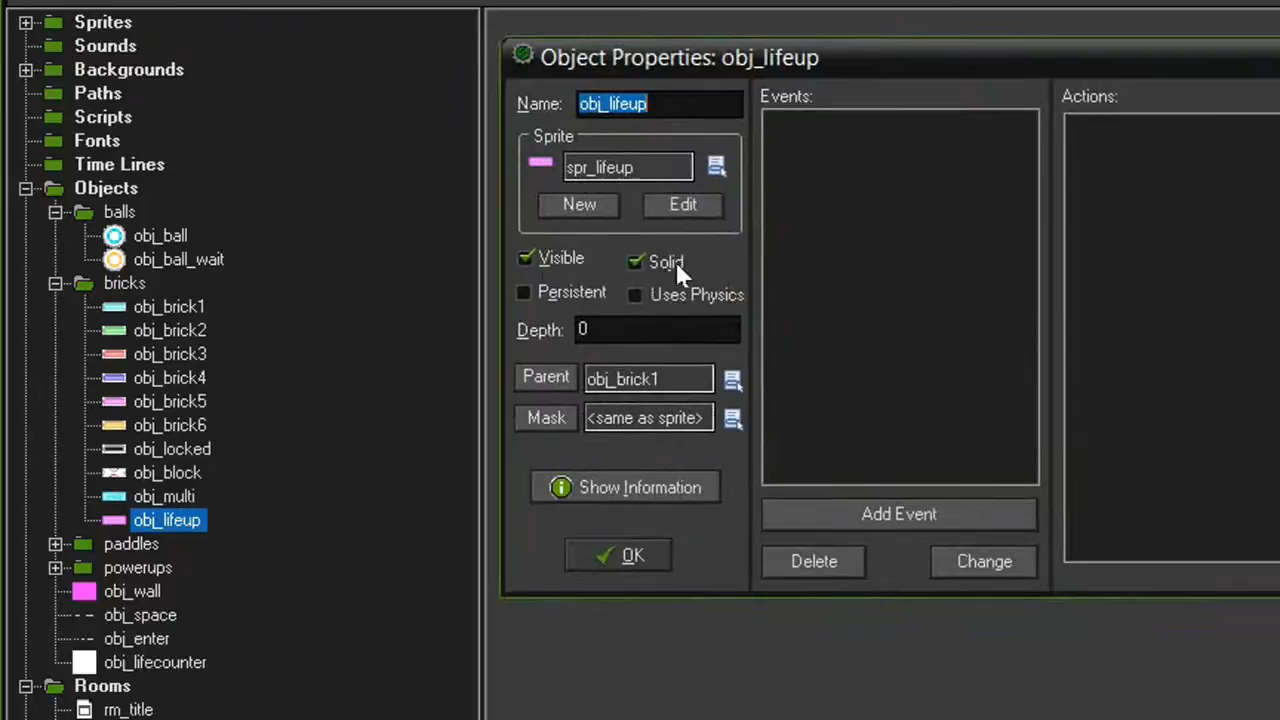 Sprites
Sounds
Backgrounds
Paths
Scripts
Fonts
Time Lines
Objects
balls
obj_ball
obj_ball_wait
bricks
obj_brick1
obj_brick2
obj_brick3
obj_brick4
obj_brick5
obj_brick6
obj_locked
obj_block
obj_multi
obj_lifeup
paddles
powerups
obj_wall
obj_space
obj_enter
obj_lifecounter
Rooms
rm_title
Object Properties: obj_lifeup
Name: obj_lifeup
Sprite
spr_lifeup
New Edit
Visible Solid
Persistent Uses Physics
Depth: 0
Parent obj_brick1
Mask <same as sprite>
Show Information
OK
Events:
Add Event
Delete Change
Actions: